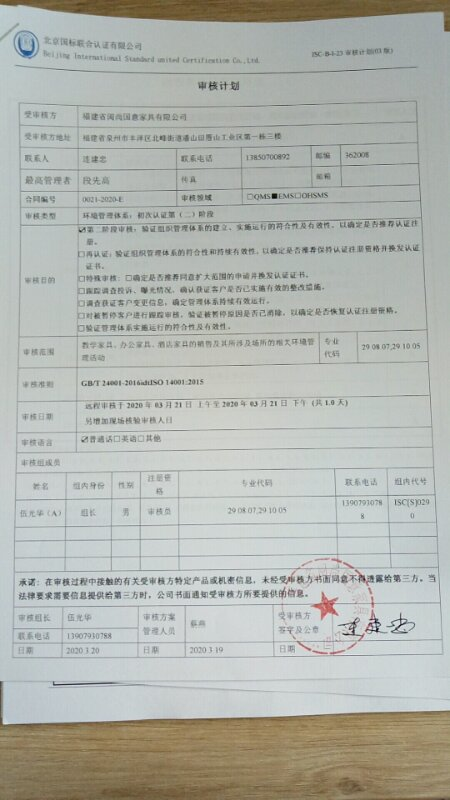 北京国标联合认证有限公司
Beijing International Standard united Certification Co.,Ltd.
ISC-B-I-23 审核计划(03 版)
审核计划
受审核方 福建省闽尚国意家具有限公司
受审核方地址 福建省泉州市丰泽区北峰街道潘山田唇山工业区第一栋三楼
联系人 连建忠 联系电话 13850700892 邮编 362008
最高管理者 段先高 传真 邮箱
合同编号 0021-2020-E 审核领域 □QMS■EMS□OHSMS
审核类型 环境管理体系：初次认证第（二）阶段
审核目的
☑第二阶段审核：验证组织管理体系的建立、实施运行的符合性及有效性，以确定是否推荐认证注
册。
□再认证：验证组织管理体系的符合性和持续有效性，以确定是否推荐保持认证注册资格并换发认证
证书。
□特殊审核：□确定是否推荐同意扩大范围的申请并换发认证证书。
□跟踪调查投诉、曝光情况，确认获证客户是否已实施有效的整改措施。
□调查获证客户变更信息，确定管理体系持续有效运行。
□对被暂停客户进行跟踪审核，验证被暂停原因是否已消除，以确定是否恢复认证注册资格。
□验证管理体系实施运行的符合性及有效性。
审核范围 教学家具、办公家具、酒店家具的销售及其所涉及场所的相关环境管
理活动
专业
代码 29.08.07;29.10.05
审核准则 GB/T 24001-2016idtISO 14001:2015
审核日期 远程审核于 2020 年 03 月 21 日 上午至 2020 年 03 月 21 日 下午 (共 1.0 天)
另增加现场核验审核人日
审核语言 ☑普通话□英语□其他
审核组成员
姓名 组内身份 性别 注册资
格 专业代码 联系电话 组内代号
伍光华（A） 组长 男 审核员 29.08.07,29.10.05 1390793078
8 ISC[S]029
0
承诺：在审核过程中接触的有关受审核方特定产品或机密信息，未经受审核方书面同意不得透露给第三方。当
法律要求需要信息提供给第三方时，公司书面通知受审核方所要提供的信息。
审核组长 伍光华 审核方案
管理人员 受审核方
签字及公章 连建忠
联系电话 13907930788
日期 2020.3.20 日期 2020.3.19 日期